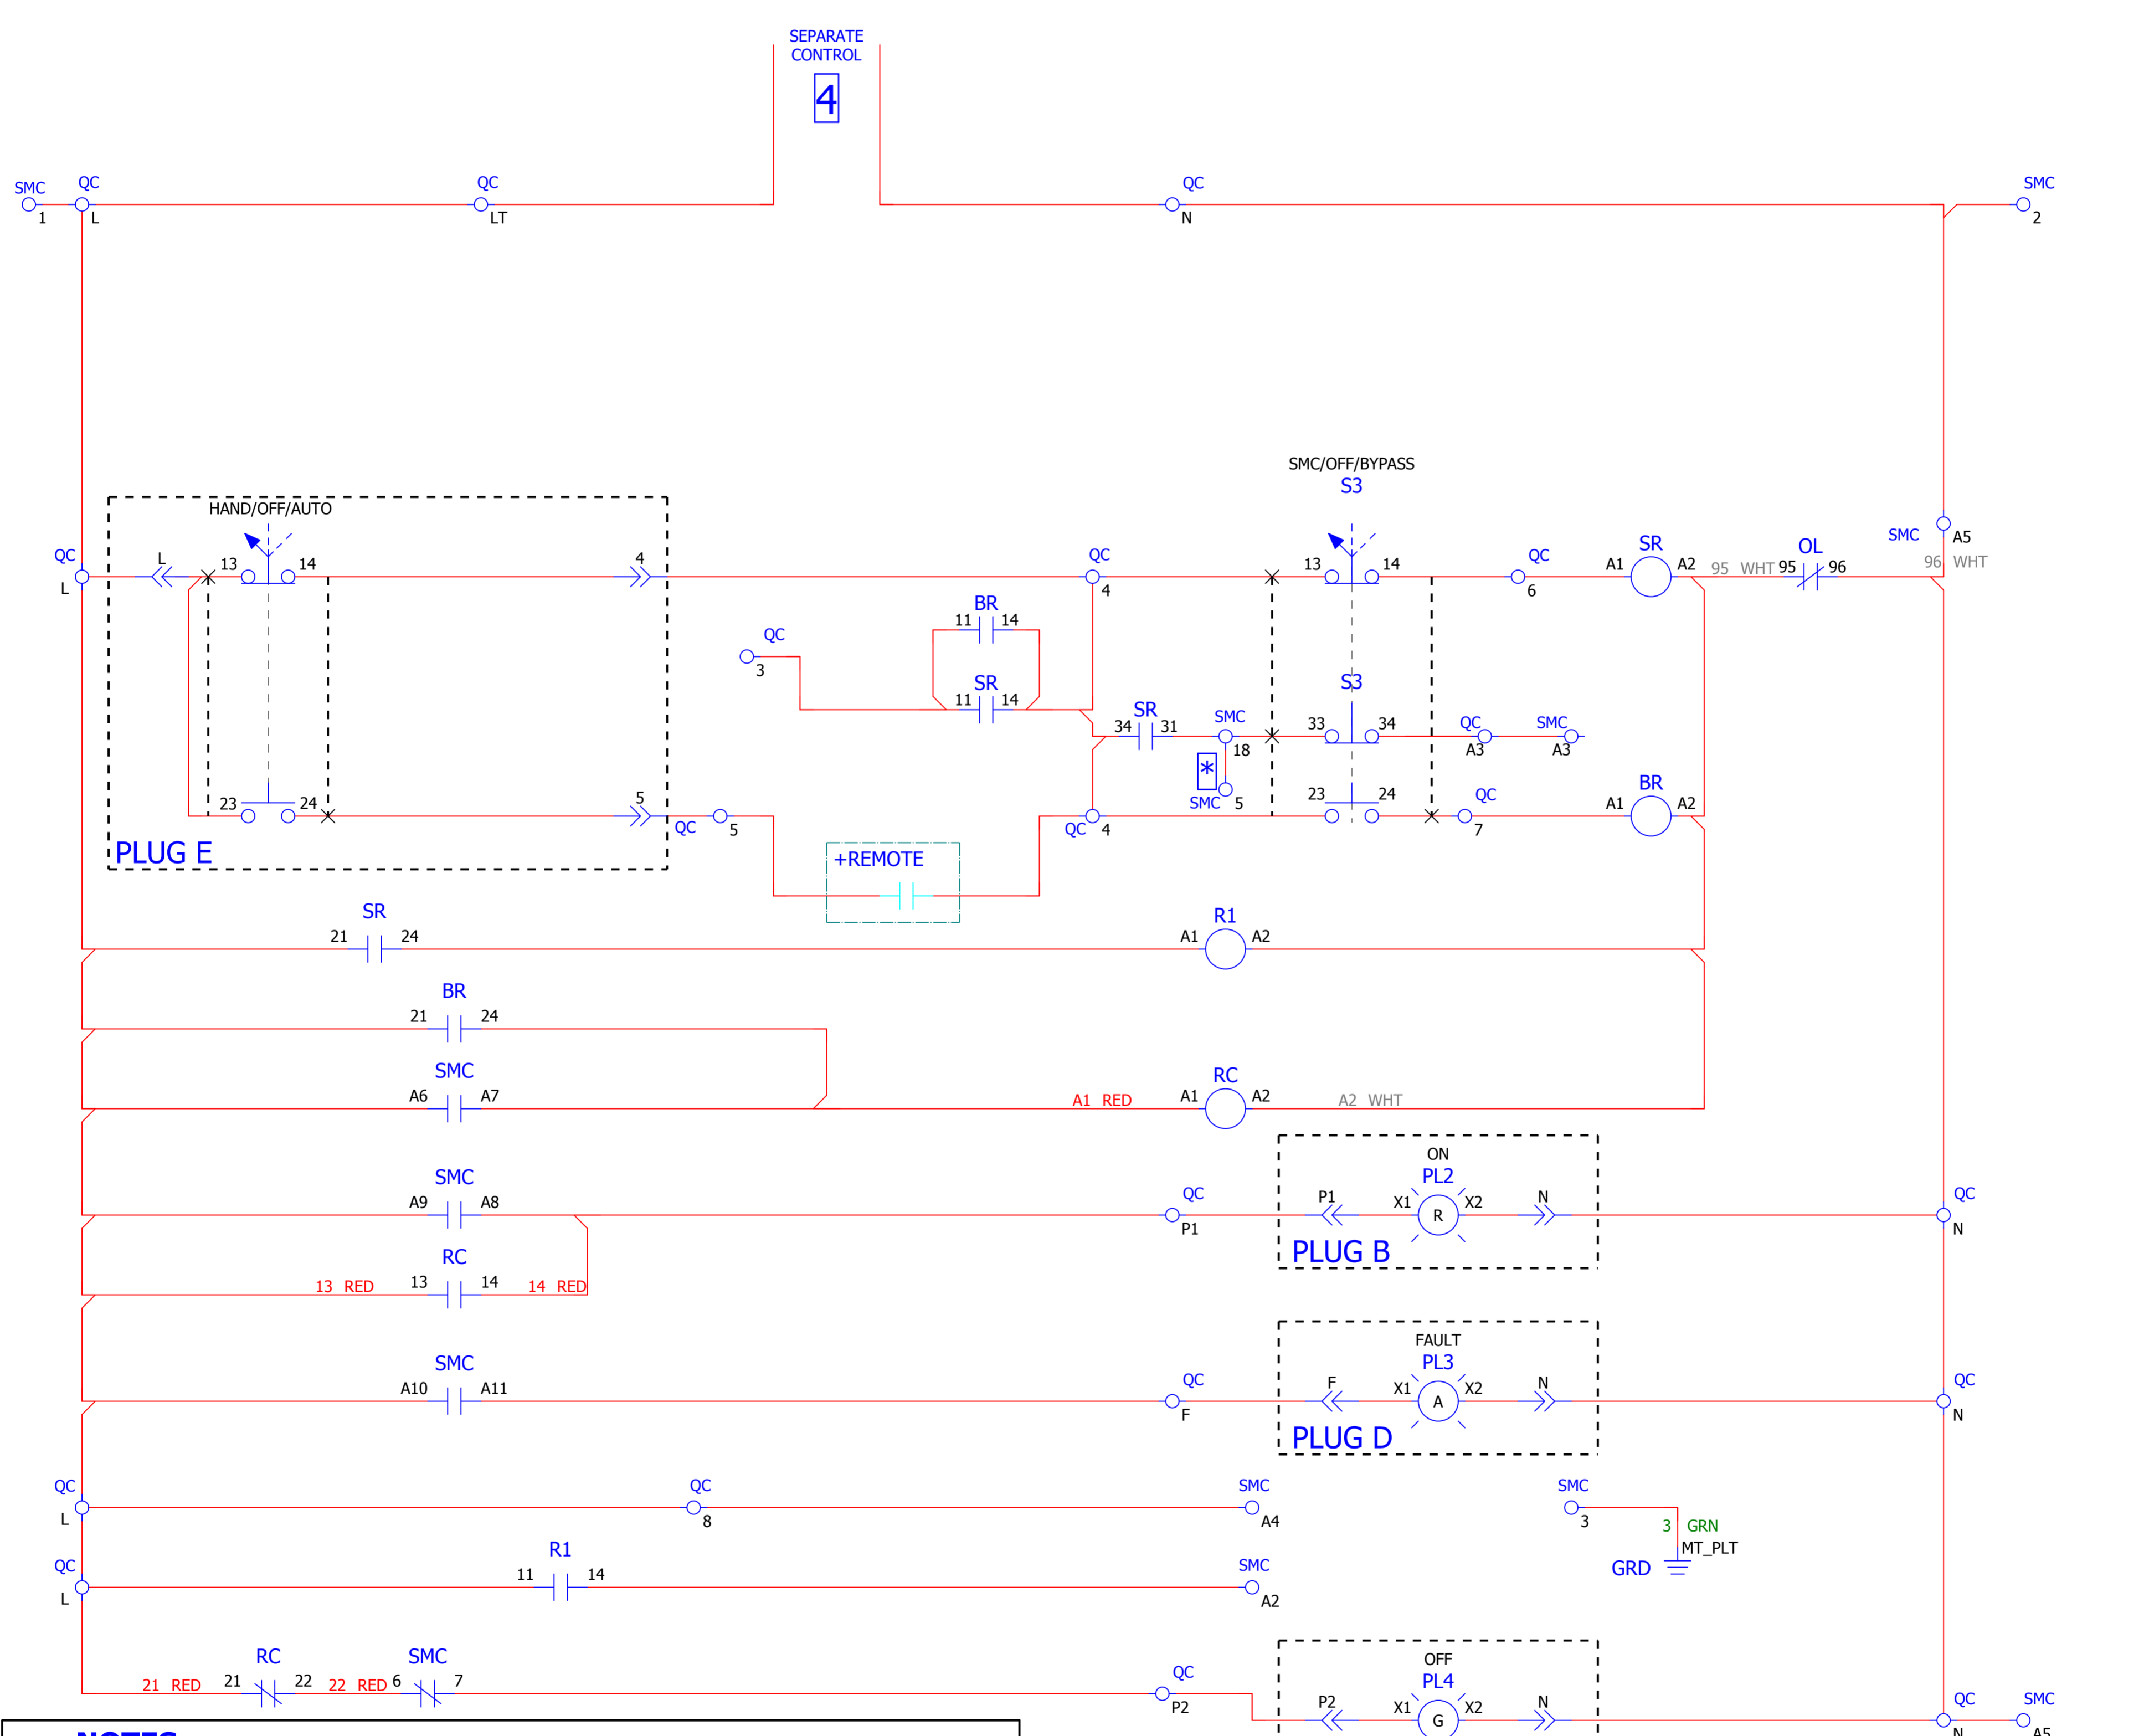 SEPARATE
CONTROL
4
SMC QC QC QC SMC
1 L LT N 2
SMC/OFF/BYPASS
S3
HAND/OFF/AUTO
SMC A5
QC L 13 14 4 QC 13 14 QC SR OL 96 WHT
L 4 6 A1 A2 95 WHT 95 96
BR
11 14
QC
3
SR
11 14
S3
SR SMC QC SMC
34 31 18 33 34 A3 A3
*
SMC 5
BR
23 24 5 QC 5 QC 4 23 24 QC 7 A1 A2
PLUG E
+REMOTE
SR R1
21 24 A1 A2
BR
21 24
SMC RC
A6 A7 A1 RED A1 A2 A2 WHT
ON
SMC PL2
A9 A8 QC P1 P1 X1 R X2 N QC N
PLUG B
RC
13 RED 13 14 14 RED
FAULT
SMC PL3
A10 A11 QC F F X1 A X2 N QC N
PLUG D
QC QC SMC SMC
L 8 A4 3
3 GRN
MT_PLT
GRD
QC R1 SMC
L 11 14 A2
OFF
RC SMC QC PL4 QC SMC
21 RED 21 22 22 RED 6 7 P2 P2 X1 G X2 N N A5
NOTES